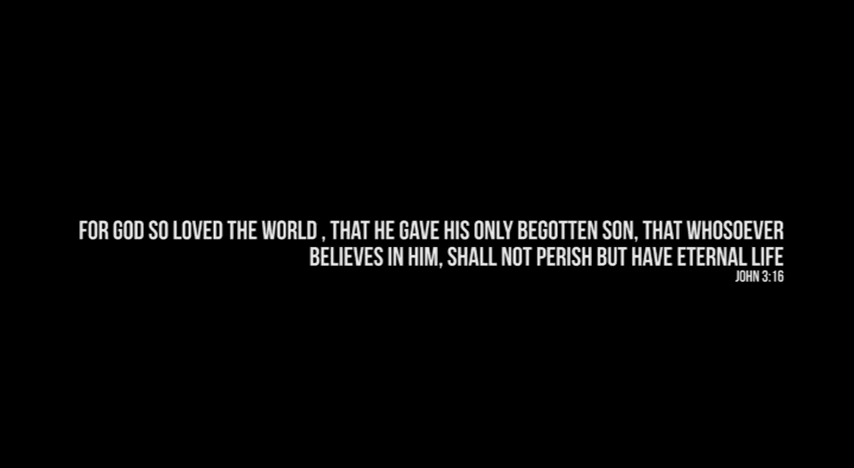 FOR GOD SO LOVED THE WORLD , THAT HE GAVE HIS ONLY BEGOTTEN SON, THAT WHOSOEVER
BELIEVES IN HIM, SHALL NOT PERISH BUT HAVE ETERNAL LIFE
JOHN 3:16